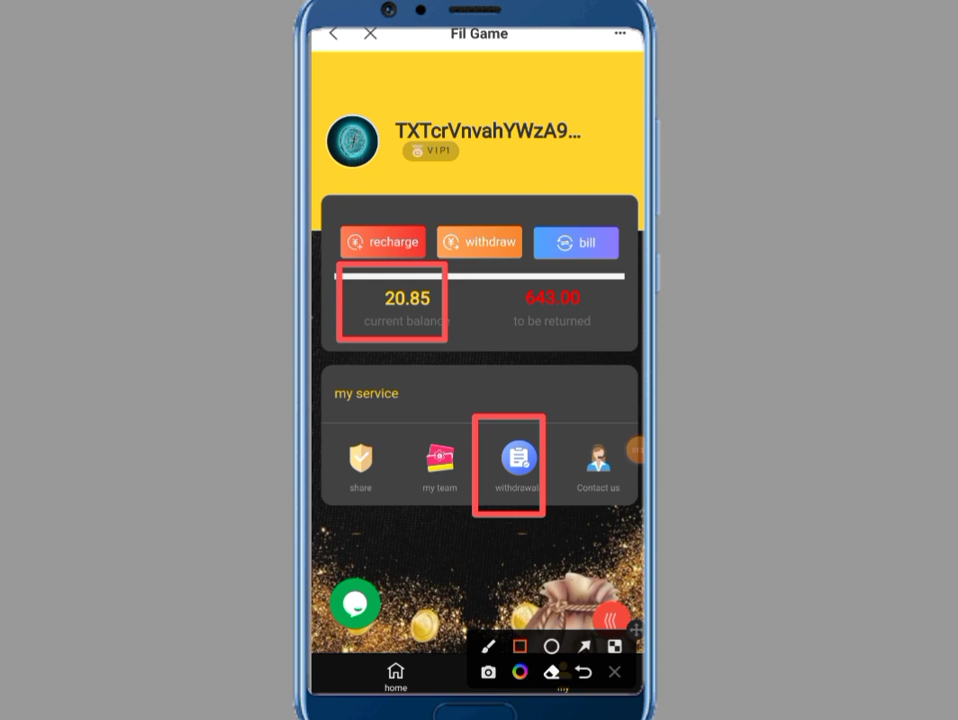 Fil Game
TXTcrVnvahYWzA9...
VIP1
recharge
withdraw
bill
20.85
643.00
current balance
to be returned
my service
share
my team
withdrawal
Contact us
home
my